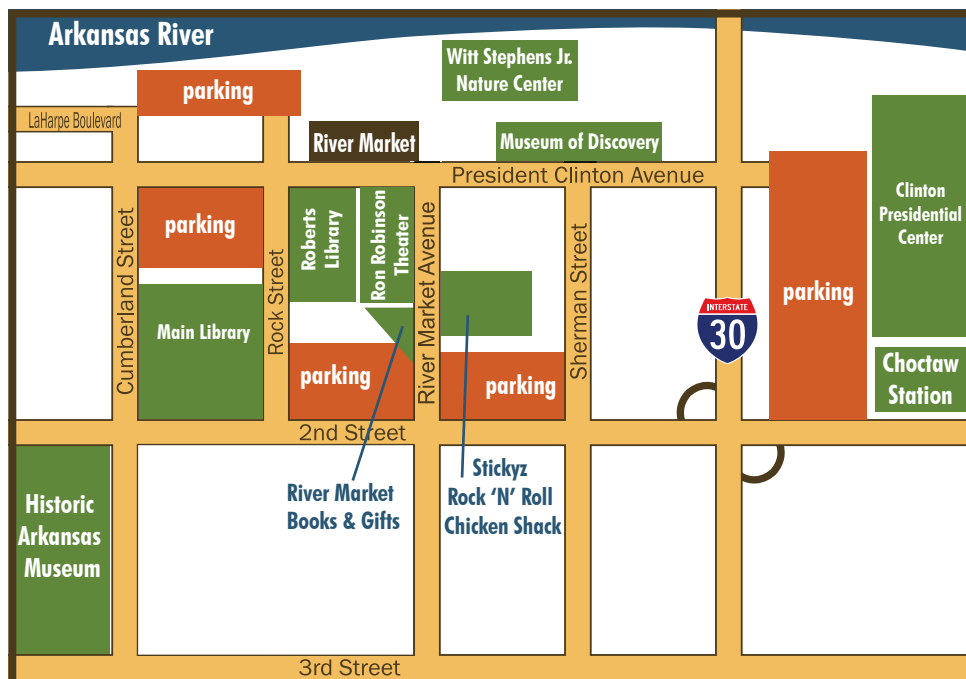 Arkansas River
Witt Stephens Jr.
Nature Center
parking
LaHarpe Boulevard
River Market
Museum of Discovery
President Clinton Avenue
Cumberland Street
parking
Rock Street
Roberts
Library
Ron Robinson
Theater
River Market Avenue
Sherman Street
Clinton
Presidential
Center
parking
INTERSTATE
30
Main Library
parking
parking
Choctaw
Station
2nd Street
Historic
Arkansas
Museum
River Market
Books & Gifts
Stickyz
Rock ‘N’ Roll
Chicken Shack
3rd Street